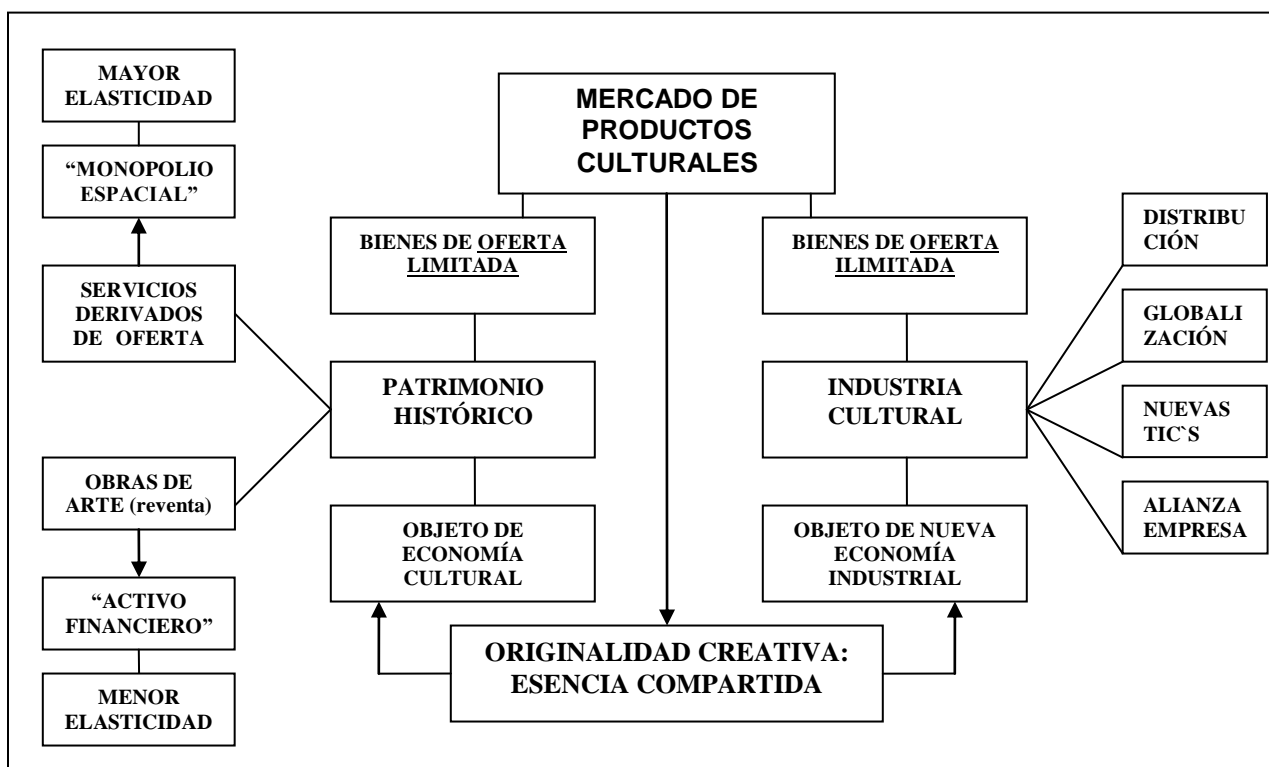 MAYOR
ELASTICIDAD
“MONOPOLIO
ESPACIAL”
SERVICIOS
DERIVADOS
DE OFERTA
OBRAS DE
ARTE (reventa)
“ACTIVO
FINANCIERO”
MENOR
ELASTICIDAD
MERCADO DE
PRODUCTOS
CULTURALES
BIENES DE OFERTA
LIMITADA
PATRIMONIO
HISTÓRICO
OBJETO DE
ECONOMÍA
CULTURAL
BIENES DE OFERTA
ILIMITADA
INDUSTRIA
CULTURAL
OBJETO DE NUEVA
ECONOMÍA
INDUSTRIAL
ORIGINALIDAD CREATIVA:
ESENCIA COMPARTIDA
DISTRIBU
CIÓN
GLOBALI
ZACIÓN
NUEVAS
TIC`S
ALIANZA
EMPRESA